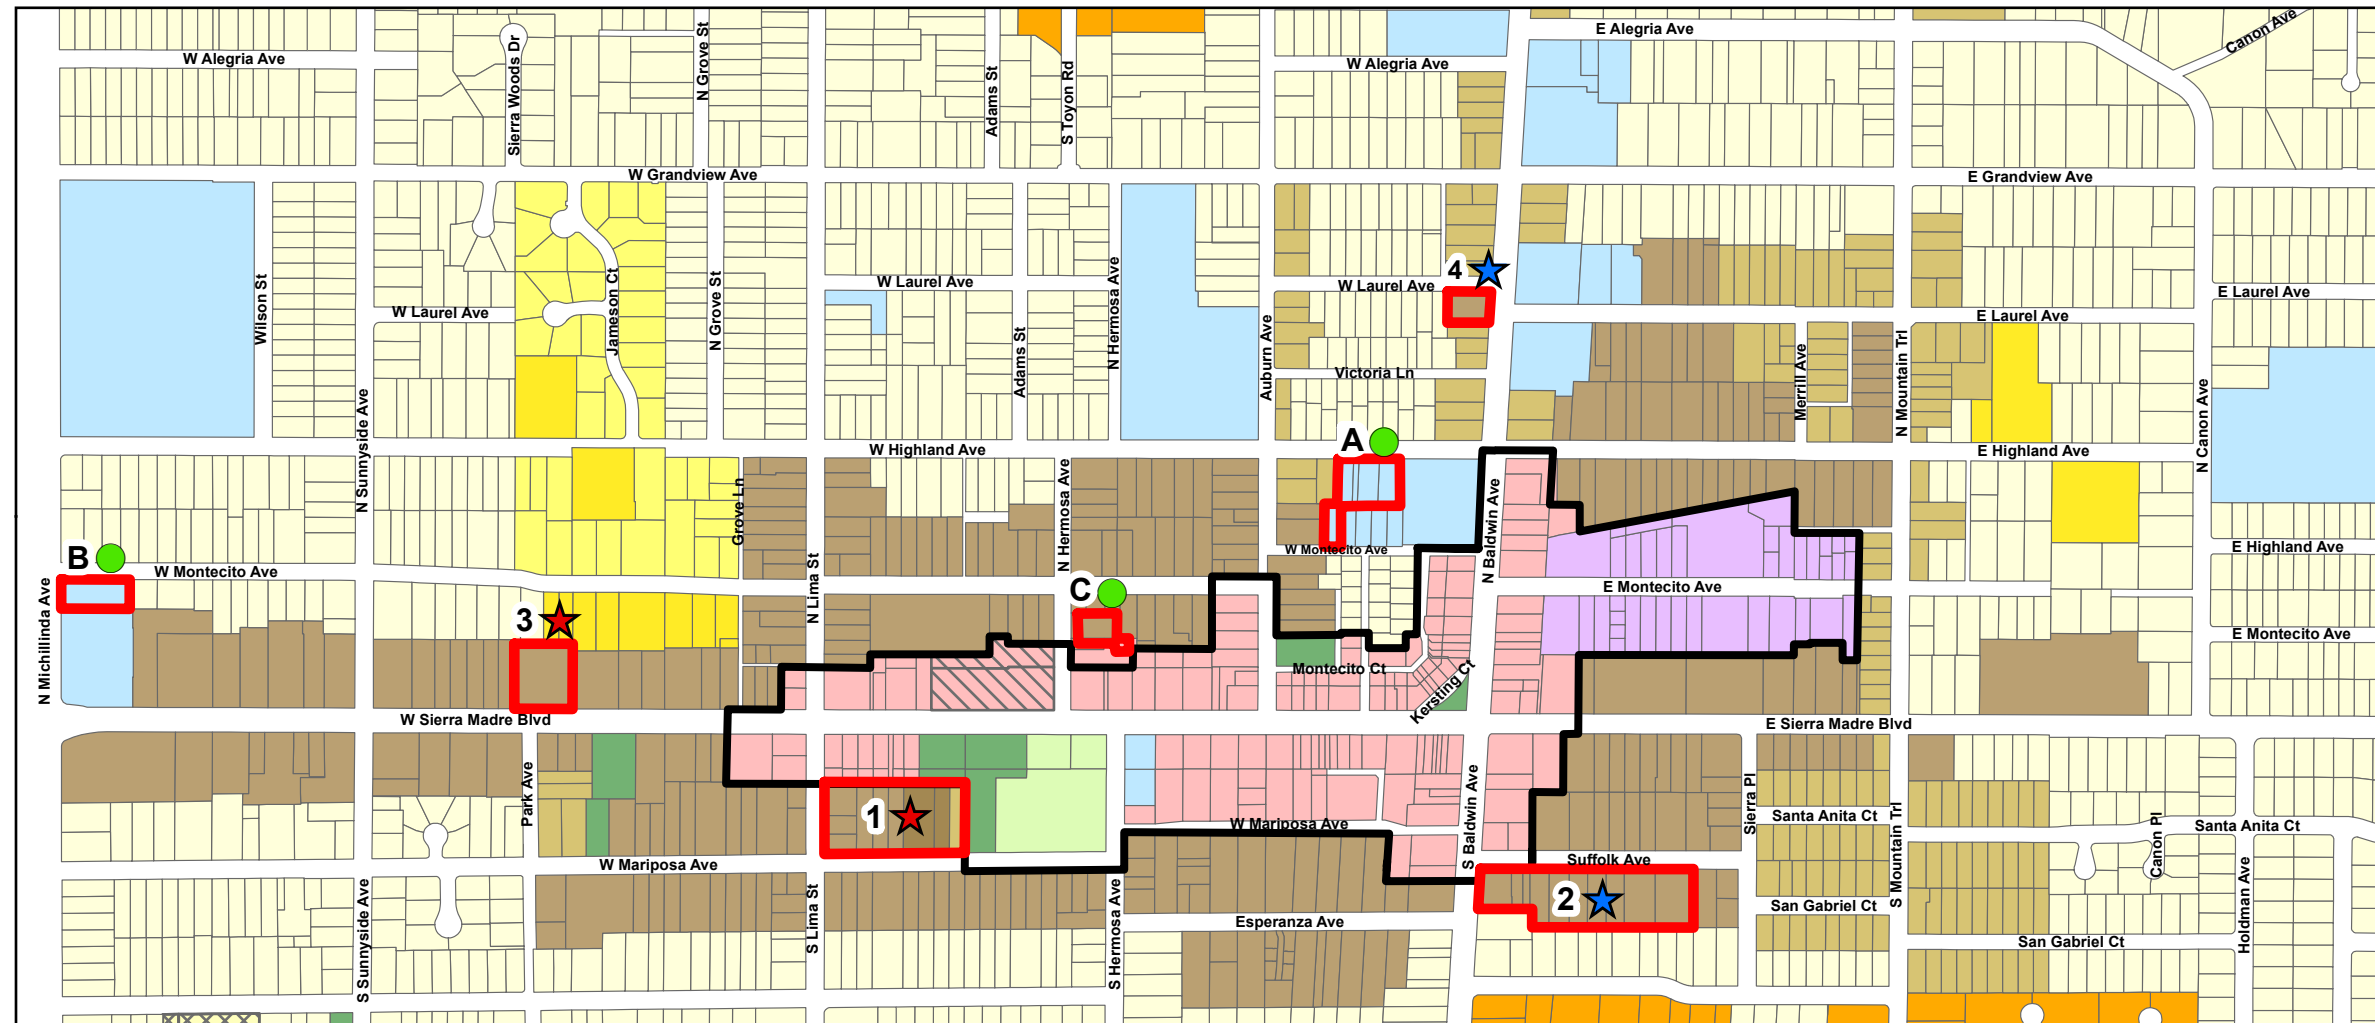 W Alegria Ave
Sierra Woods Dr
N Grove St
Adams St
S Toyon Rd
W Alegria Ave
E Alegria Ave
Canon Ave
W Grandview Ave
E Grandview Ave
Wilson St
W Laurel Ave
Jameson Ct
N Grove St
W Laurel Ave
Adams St
N Hermosa Ave
Auburn Ave
W Laurel Ave
4
E Laurel Ave
E Laurel Ave
Victoria Ln
Merrill Ave
N Mountain Trl
N Canon Ave
N Sunnyside Ave
W Highland Ave
A
E Highland Ave
Grove Ln
N Hermosa Ave
N Baldwin Ave
B
W Montecito Ave
N Michillinda Ave
N Lima St
W Montecito Ave
E Highland Ave
E Montecito Ave
C
3
E Montecito Ave
Montecito Ct
Kersting Ct
W Sierra Madre Blvd
E Sierra Madre Blvd
Park Ave
1
W Mariposa Ave
S Baldwin Ave
Sierra Pl
Santa Anita Ct
S Mountain Trl
Canon Pl
Santa Anita Ct
W Mariposa Ave
Suffolk Ave
2
S Sunnyside Ave
S Lima St
S Hermosa Ave
Esperanza Ave
San Gabriel Ct
San Gabriel Ct
Holdman Ave